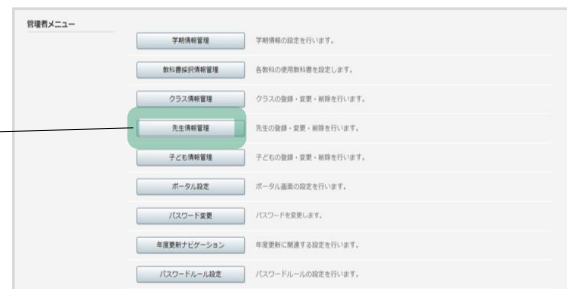 管理者メニュー
学期情報管理 学期情報の設定を行います。
教科書採択情報管理 各教科の使用教科書を設定します。
クラス情報管理 クラスの登録・変更・削除を行います。
先生情報管理 先生の登録・変更・削除を行います。
子ども情報管理 子どもの登録・変更・削除を行います。
ポータル設定 ポータル画面の設定を行います。
パスワード変更 パスワードを変更します。
年度更新ナビゲーション 年度更新に関連する設定を行います。
パスワードルール設定 パスワードルールの設定を行います。